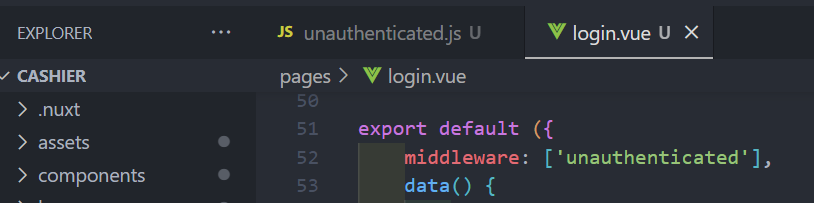 EXPLORER ...
JS unauthenticated.js U
login.vue U
CASHIER
pages > login.vue
.nuxt
assets
components
50
51 export default ({
52 middleware: ['unauthenticated'],
53 data() {